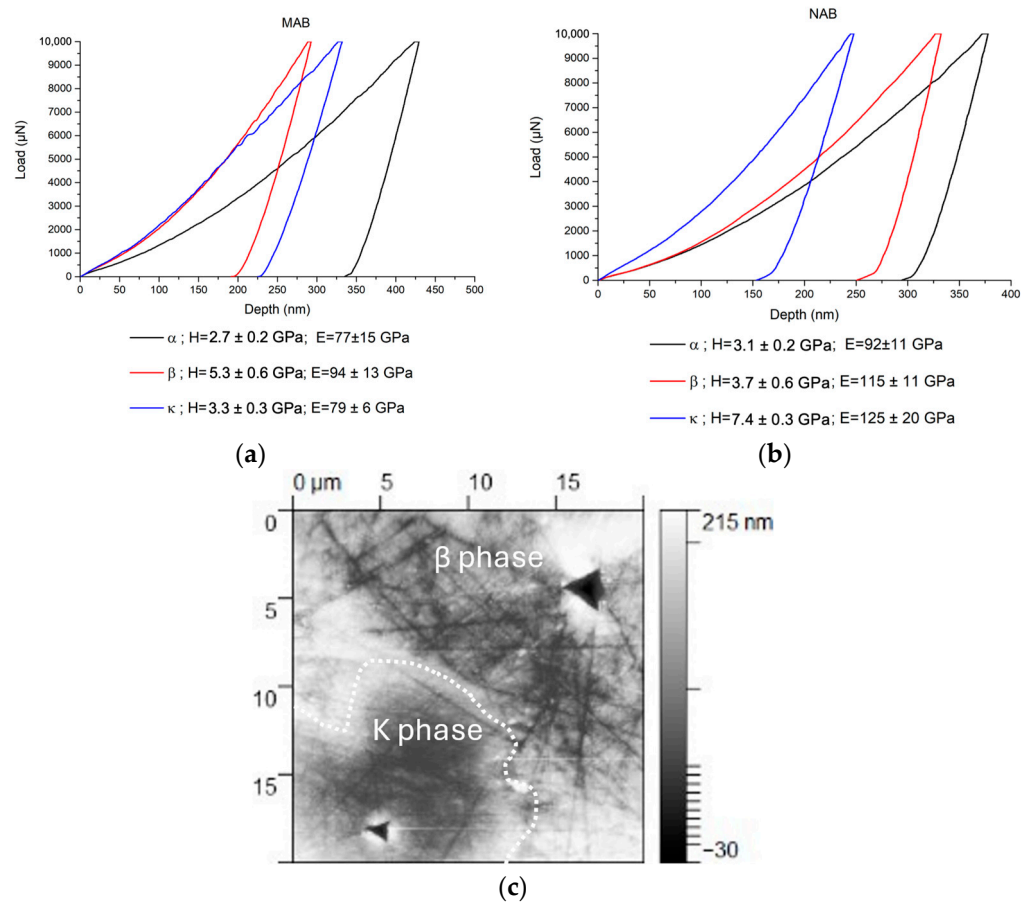 MAB
10,000
9000
8000
7000
6000
5000
4000
3000
2000
1000
0
Load (µN)
0 50 100 150 200 250 300 350 400 450 500
Depth (nm)
α ; H=2.7 ± 0.2 GPa; E=77±15 GPa
β ; H=5.3 ± 0.6 GPa; E=94 ± 13 GPa
κ ; H=3.3 ± 0.3 GPa; E=79 ± 6 GPa
(a)
NAB
10,000
9000
8000
7000
6000
5000
4000
3000
2000
1000
0
Load (µN)
0 50 100 150 200 250 300 350 400
Depth (nm)
α ; H=3.1 ± 0.2 GPa; E=92±11 GPa
β ; H=3.7 ± 0.6 GPa; E=115 ± 11 GPa
κ ; H=7.4 ± 0.3 GPa; E=125 ± 20 GPa
(b)
0 µm 5 10 15
0
5
10
15
β phase
K phase
215 nm
−30
(c)